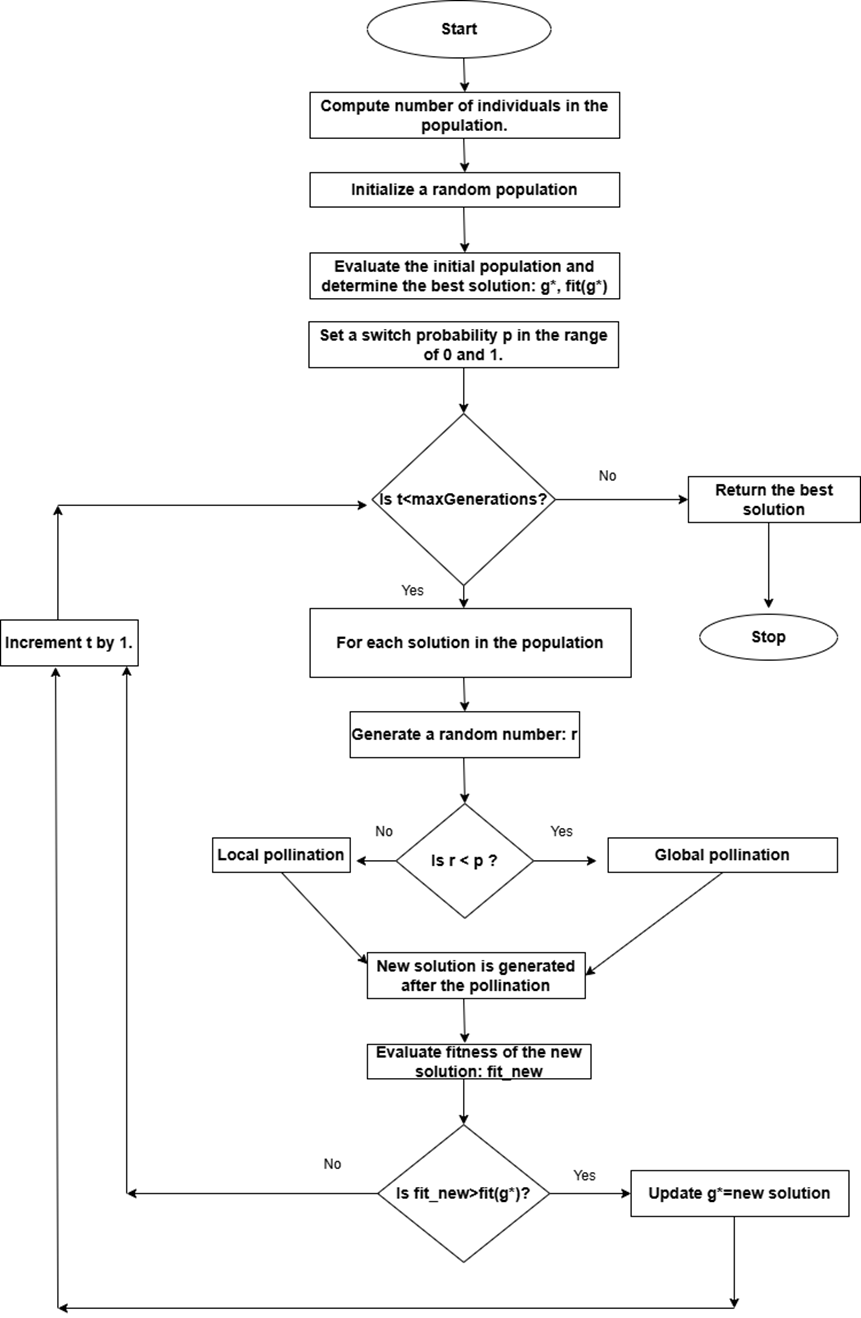 Start
Compute number of individuals in the
population.
Initialize a random population
Evaluate the initial population and
determine the best solution: g*, fit(g*)
Set a switch probability p in the range
of 0 and 1.
Is t<maxGenerations?
No
Return the best
solution
Yes
Stop
Increment t by 1.
For each solution in the population
Generate a random number: r
No
Yes
Local pollination
Is r < p ?
Global pollination
New solution is generated
after the pollination
Evaluate fitness of the new
solution: fit_new
No
Is fit_new>fit(g*)?
Yes
Update g*=new solution